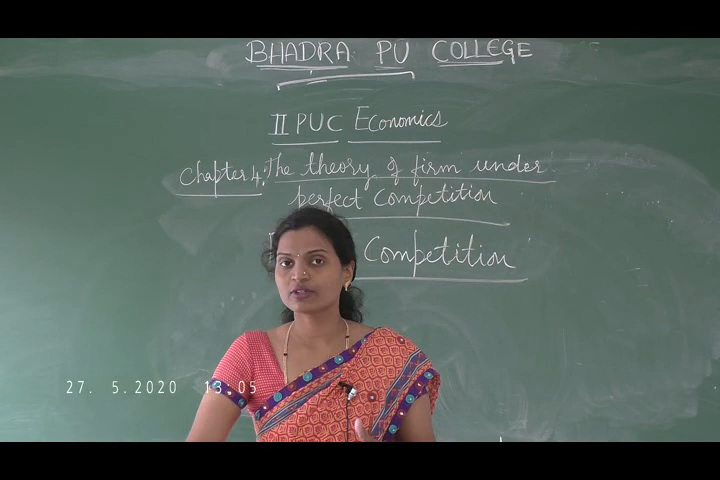 BHADRA PU COLLEGE
II PUC Economics
Chapter 4: The theory of firm under
perfect Competition
Competition
27. 5.2020 13:05